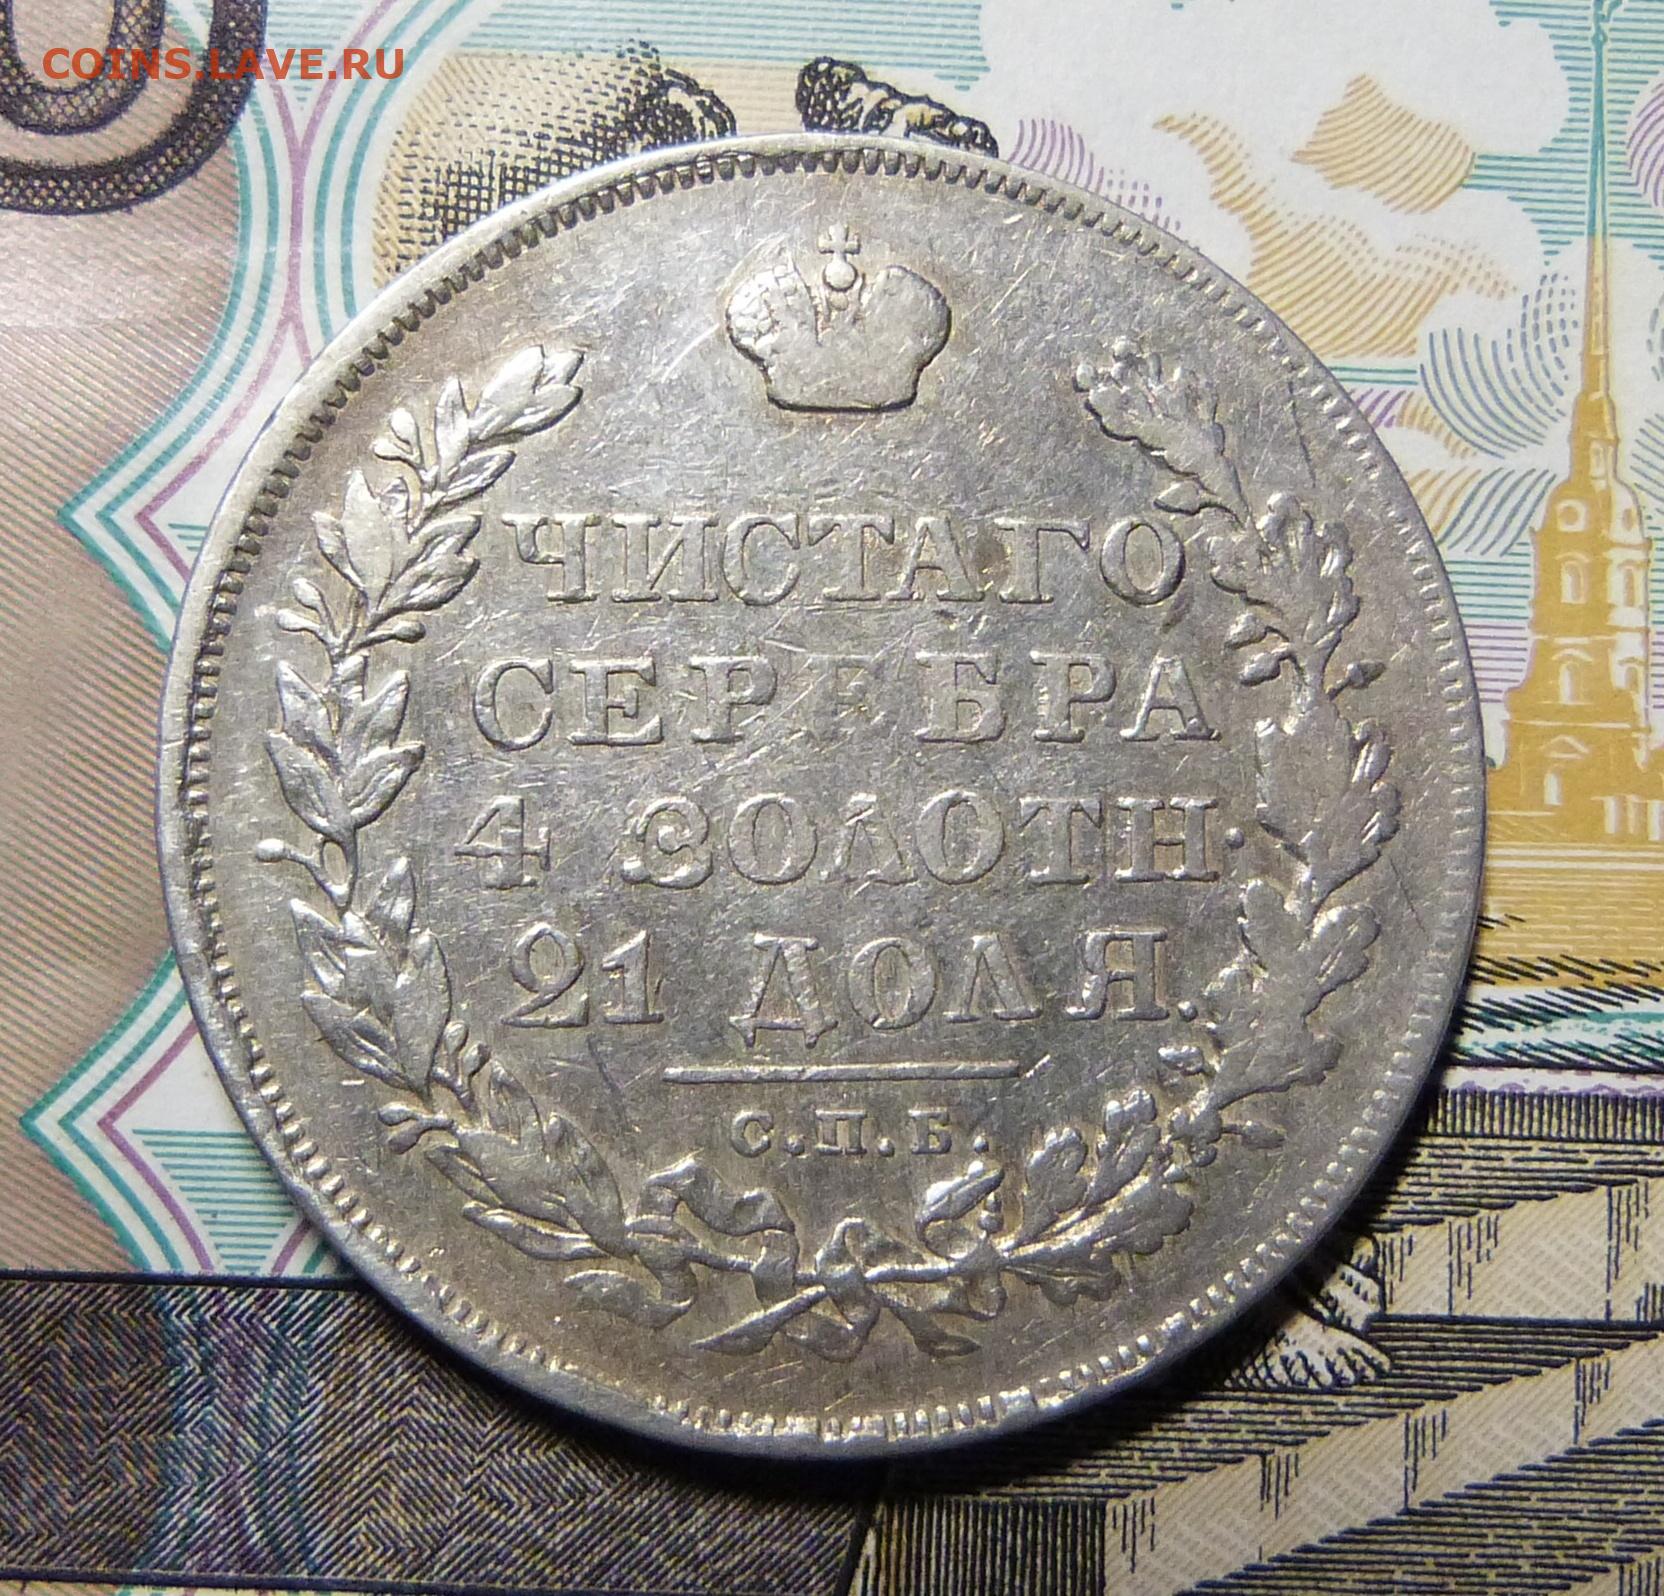 COINS.LAVE.RU
ЧИСТАГО
СЕРЕБРА
4 ЗОЛОТН.
21 ДОЛЯ.
С.П.Б.